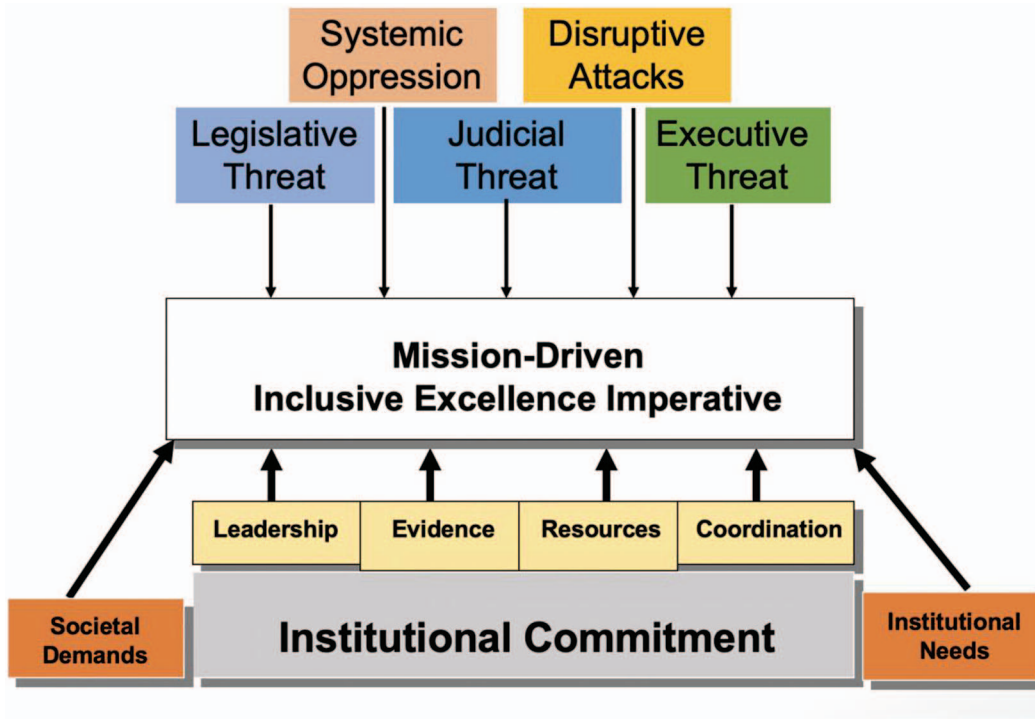 Systemic
Oppression
Disruptive
Attacks
Legislative
Threat
Judicial
Threat
Executive
Threat
Mission-Driven
Inclusive Excellence Imperative
Leadership
Evidence
Resources
Coordination
Societal
Demands
Institutional Commitment
Institutional
Needs